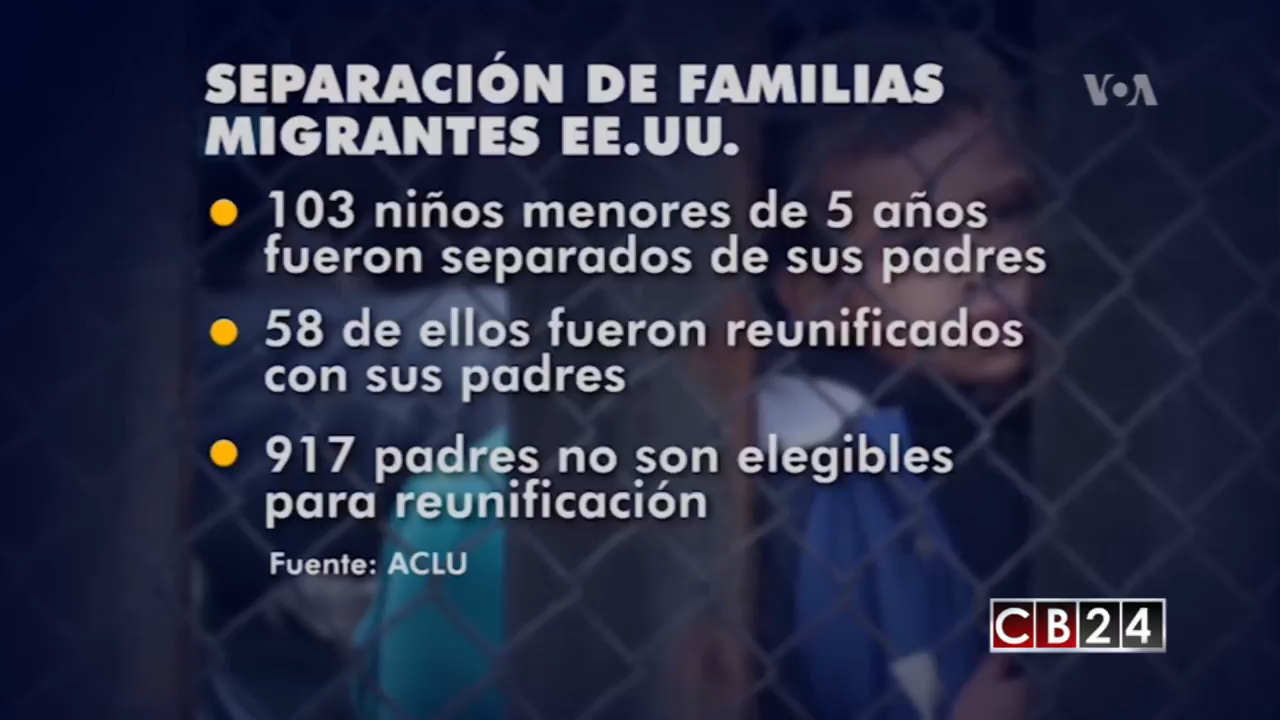 SEPARACIÓN DE FAMILIAS
MIGRANTES EE.UU.
VOA
103 niños menores de 5 años
fueron separados de sus padres
58 de ellos fueron reunificados
con sus padres
917 padres no son elegibles
para reunificación
Fuente: ACLU
CB24